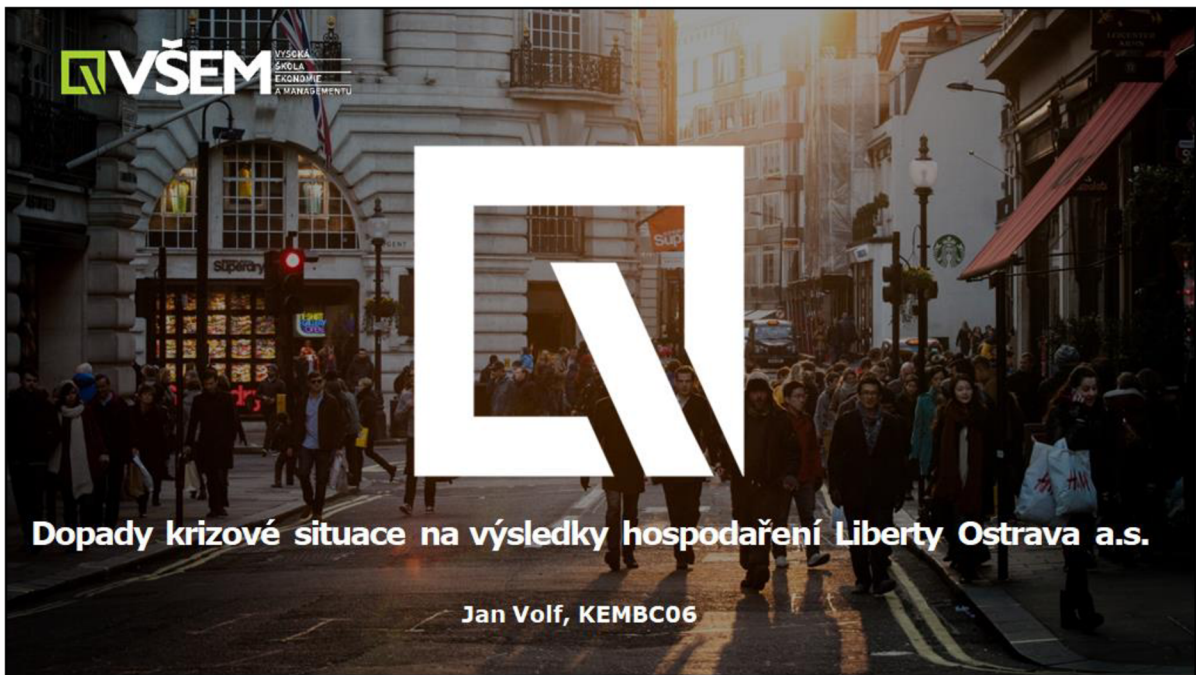 VŠEM
VYSOKÁ
ŠKOLA
EKONOMIE
A MANAGEMENTU
Superdry
H&M
Dopady krizové situace na výsledky hospodaření Liberty Ostrava a.s.
Jan Volf, KEMBC06